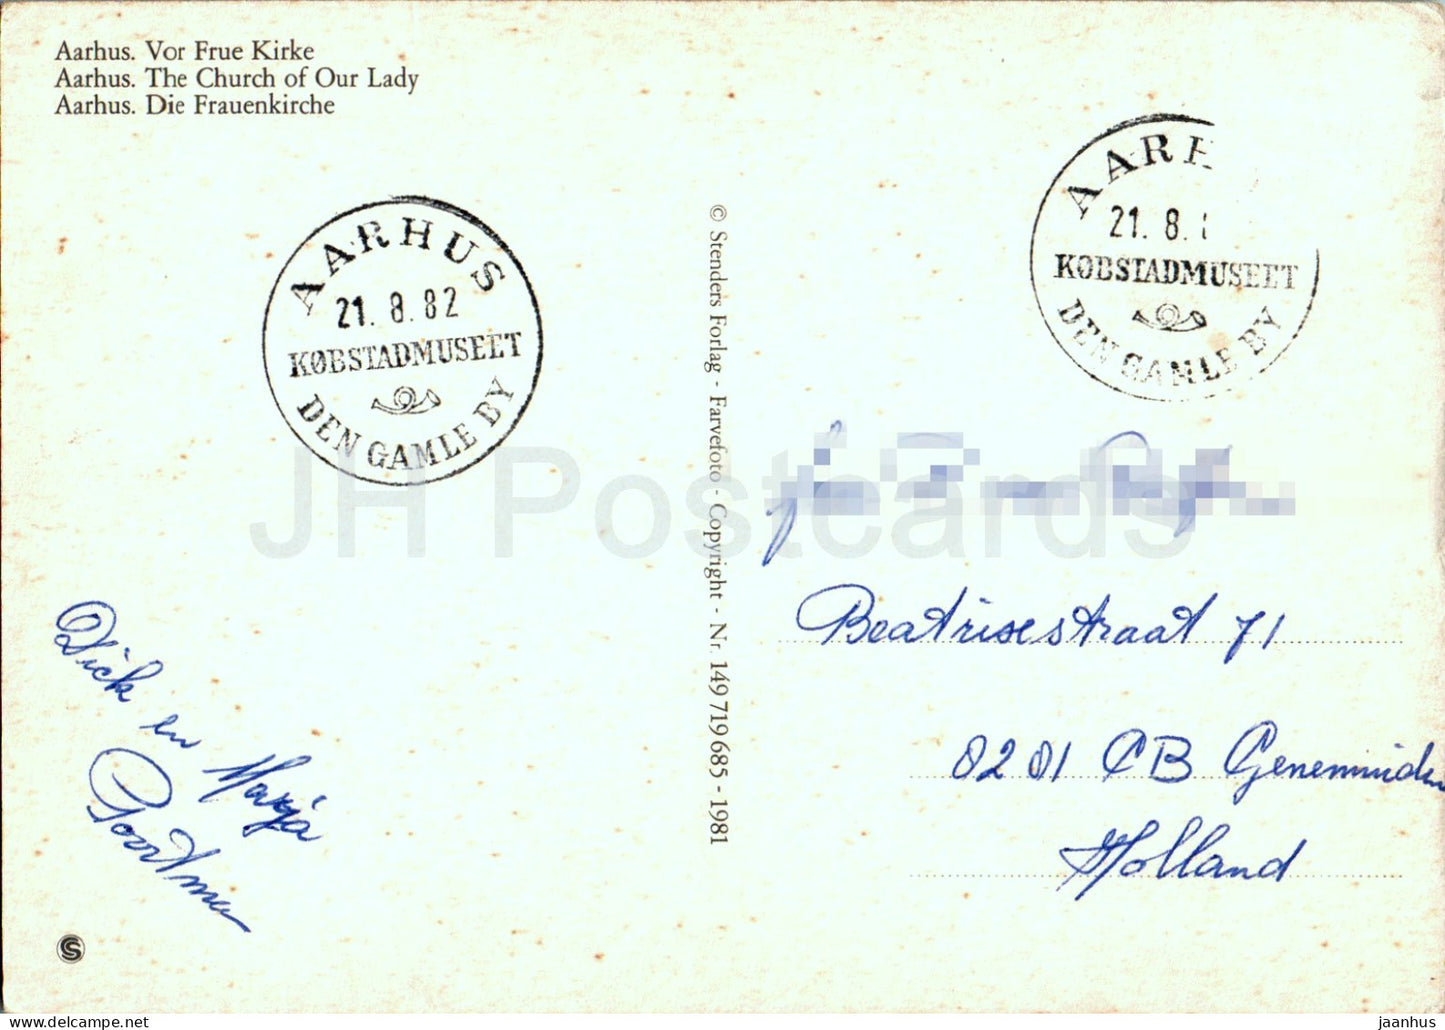 Aarhus. Vor Frue Kirke
Aarhus. The Church of Our Lady
Aarhus. Die Frauenkirche
AARHUS
21. 8. 82
KØBSTADMUSEET
DEN GAMLE BY
Dick en Marja
Poortman
© Stenders Forlag - Farvefoto - Copyright - Nr. 149 719 685 - 1981
AARH
21. 8.
KØBSTADMUSEET
DEN GAMLE BY
Beatrisestraat 71
8281 CB Genemuiden
Holland
JH Postcards
S
© jaanhus / delcampe.net